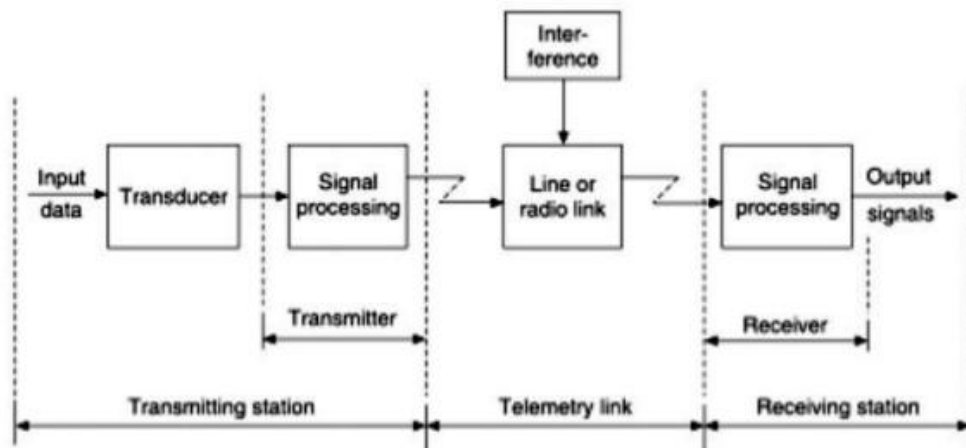 Inter-
ference
Input
data
Transducer
Signal
processing
Line or
radio link
Signal
processing
Output
signals
Transmitter
Receiver
Transmitting station
Telemetry link
Receiving station